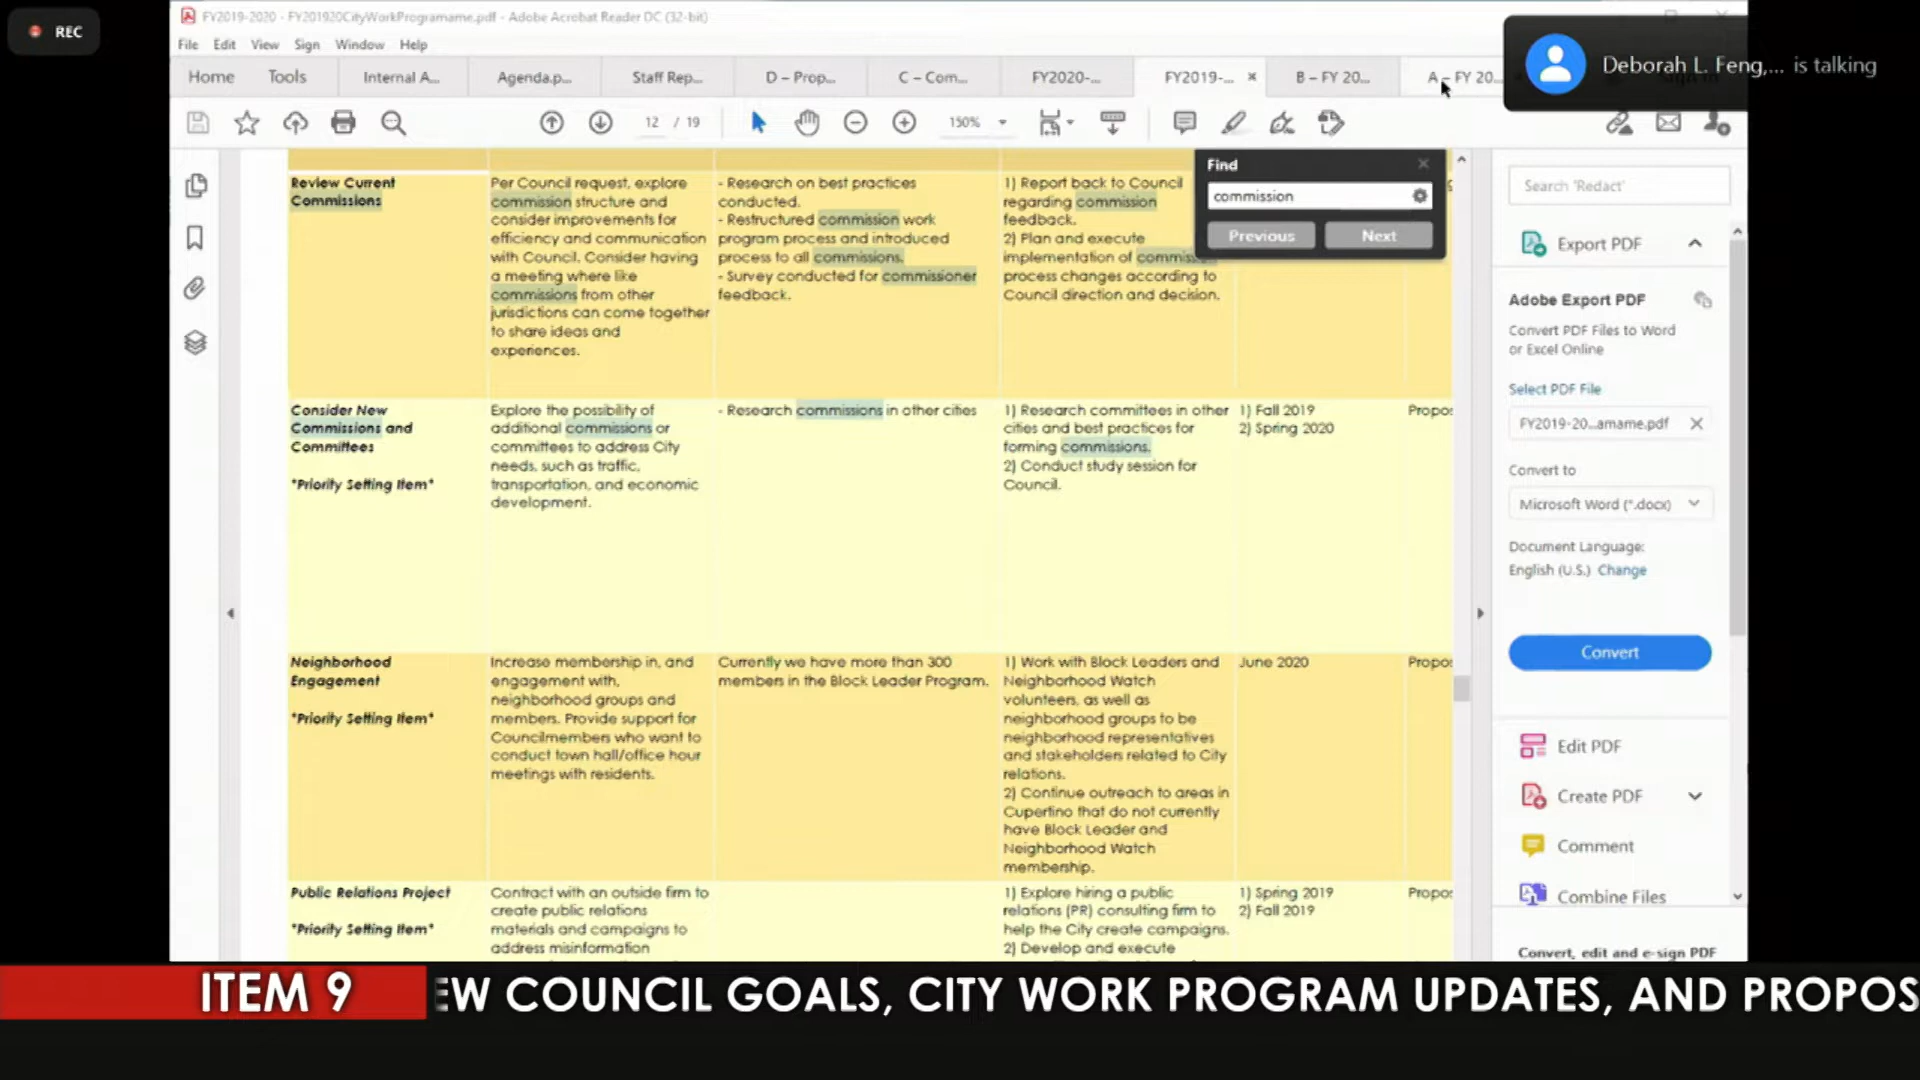 REC
FY2019-2020 - FY201920CityWorkProgramame.pdf - Adobe Acrobat Reader DC (32-bit)
File Edit View Sign Window Help
Deborah L. Feng,... is talking
Home Tools Internal A... Agenda.p... Staff Rep... D – Prop... C – Com... FY2020-... FY2019-... B – FY 20... A – FY 20...
12 / 19 150%
Find
commission
Previous Next
Review Current
Commissions
Per Council request, explore
commission structure and
consider improvements for
efficiency and communication
with Council. Consider having
a meeting where like
commissions from other
jurisdictions can come together
to share ideas and
experiences.
- Research on best practices
conducted.
- Restructured commission work
program process and introduced
process to all commissions.
- Survey conducted for commissioner
feedback.
1) Report back to Council
regarding commission
feedback.
2) Plan and execute
implementation of commis
process changes according to
Council direction and decision.
Consider New
Commissions and
Committees
*Priority Setting Item*
Explore the possibility of
additional commissions or
committees to address City
needs, such as traffic,
transportation, and economic
development.
- Research commissions in other cities
1) Research committees in other
cities and best practices for
forming commissions.
2) Conduct study session for
Council.
1) Fall 2019
2) Spring 2020
Propos
Neighborhood
Engagement
*Priority Setting Item*
Increase membership in, and
engagement with,
neighborhood groups and
members. Provide support for
Councilmembers who want to
conduct town hall/office hour
meetings with residents.
Currently we have more than 300
members in the Block Leader Program.
1) Work with Block Leaders and
Neighborhood Watch
volunteers, as well as
neighborhood groups to be
neighborhood representatives
and stakeholders related to City
relations.
2) Continue outreach to areas in
Cupertino that do not currently
have Block Leader and
Neighborhood Watch
membership.
June 2020
Propos
Public Relations Project
*Priority Setting Item*
Contract with an outside firm to
create public relations
materials and campaigns to
address misinformation
1) Explore hiring a public
relations (PR) consulting firm to
help the City create campaigns.
2) Develop and execute
1) Spring 2019
2) Fall 2019
Propos
Search 'Redact'
Export PDF
Adobe Export PDF
Convert PDF Files to Word
or Excel Online
Select PDF File
FY2019-20...amame.pdf
Convert to
Microsoft Word (*.docx)
Document Language:
English (U.S.) Change
Convert
Edit PDF
Create PDF
Comment
Combine Files
Convert, edit and e-sign PDF
ITEM 9 EW COUNCIL GOALS, CITY WORK PROGRAM UPDATES, AND PROPOS